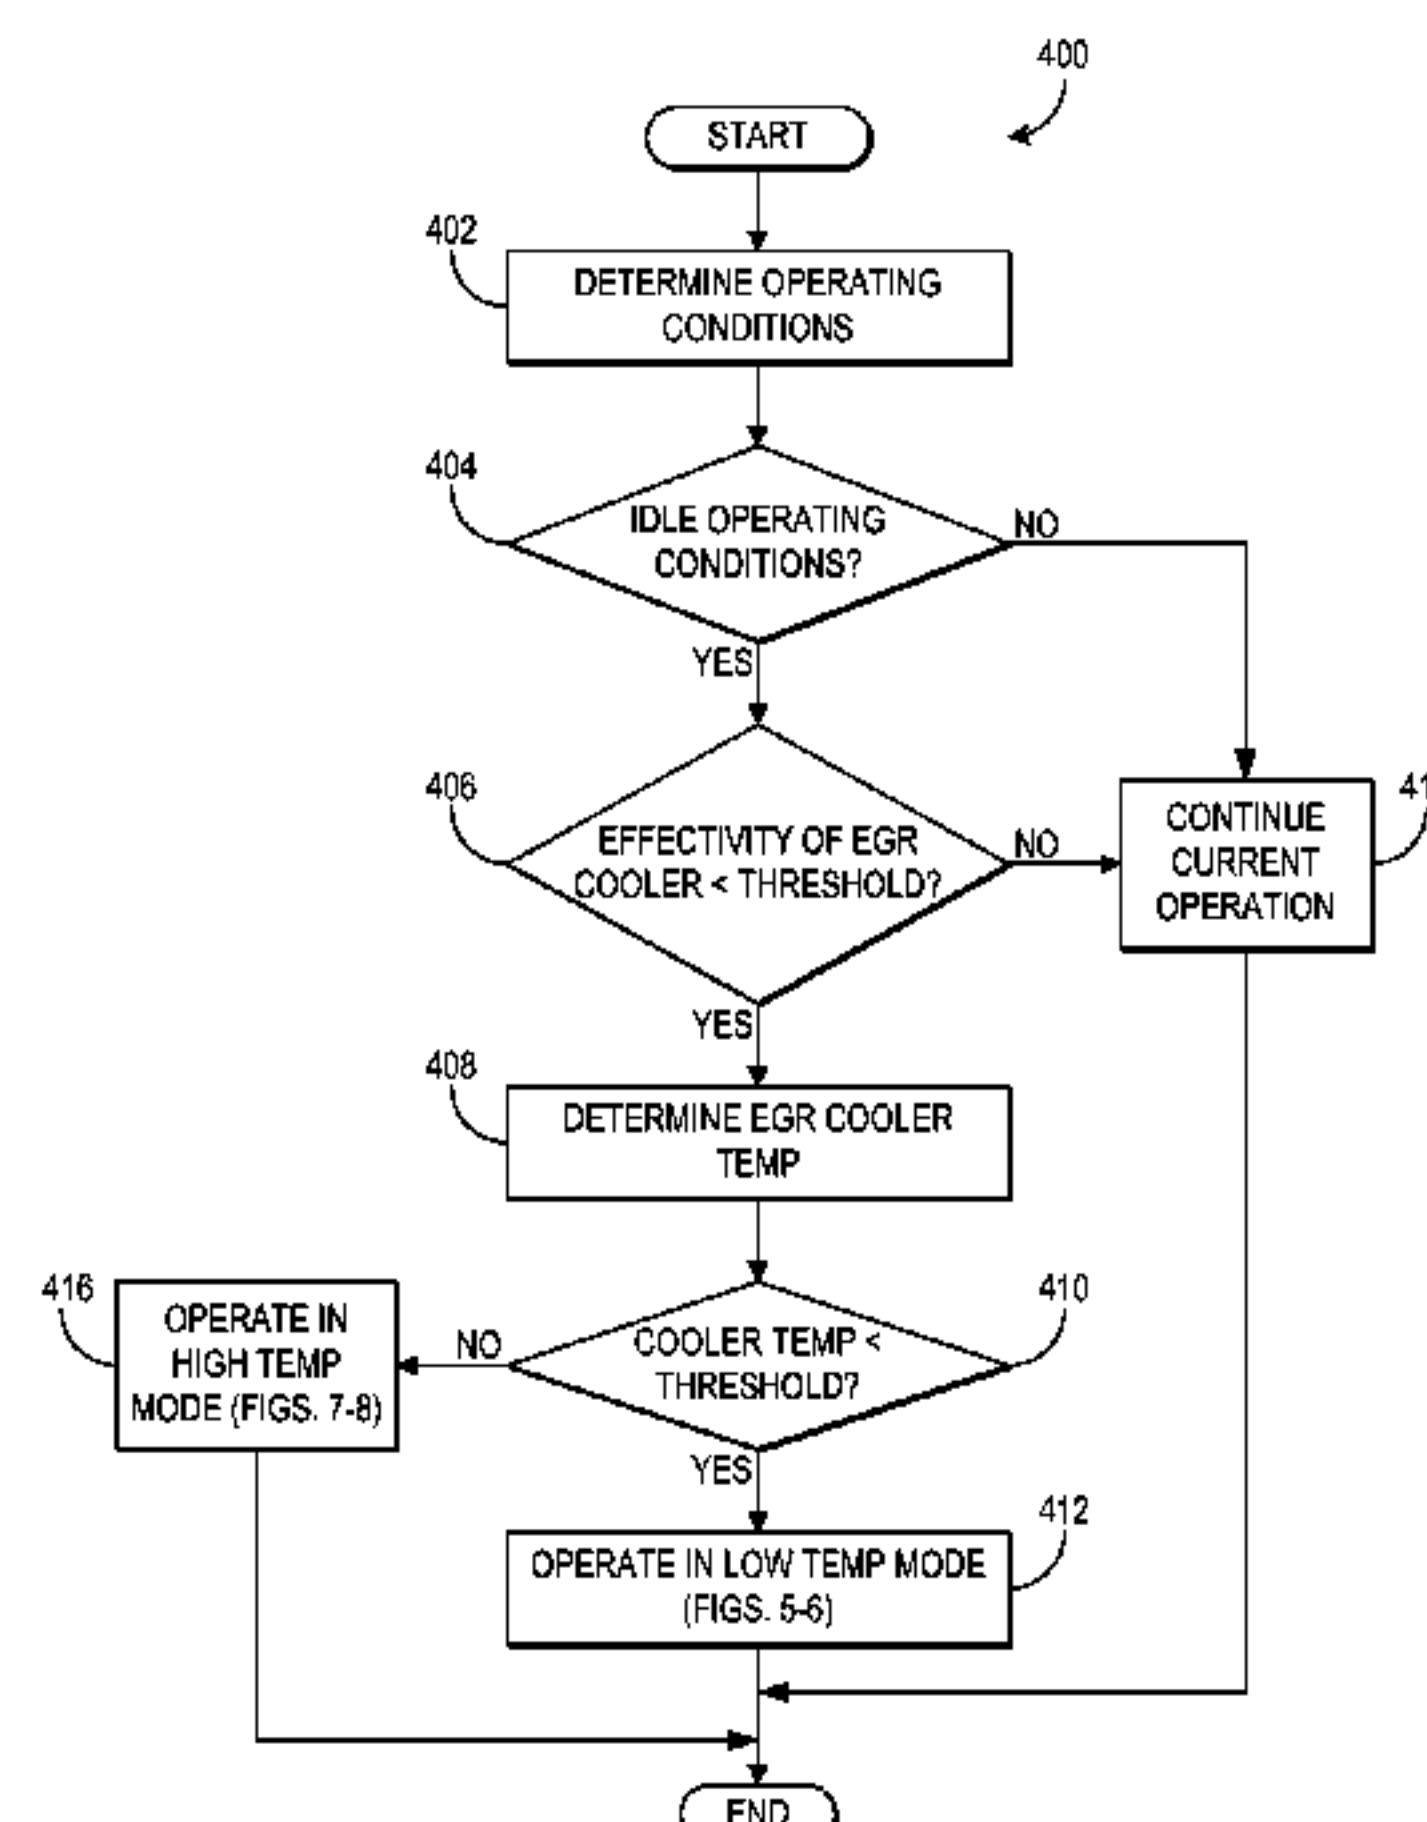 400
START
402
DETERMINE OPERATING
CONDITIONS
404
IDLE OPERATING
CONDITIONS?
NO
YES
406
EFFECTIVITY OF EGR
COOLER < THRESHOLD?
NO
CONTINUE
CURRENT
OPERATION
YES
408
DETERMINE EGR COOLER
TEMP
416
OPERATE IN
HIGH TEMP
MODE (FIGS. 7-8)
NO
410
COOLER TEMP <
THRESHOLD?
YES
412
OPERATE IN LOW TEMP MODE
(FIGS. 5-6)
END